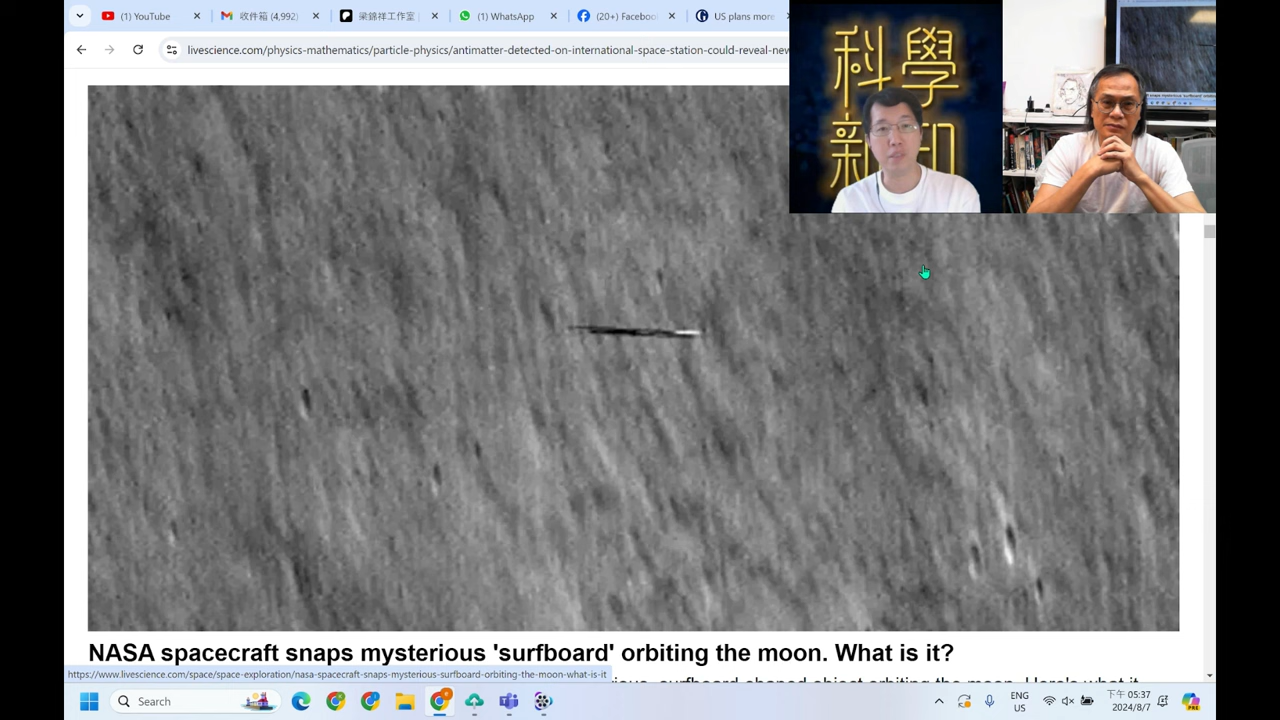 (1) YouTube
收件箱 (4,952)
梁錦祥工作室
(1) WhatsApp
(20+) Facebook
US plans more
livescience.com/physics-mathematics/particle-physics/antimatter-detected-on-international-space-station-could-reveal-new
科學
新知
NASA spacecraft snaps mysterious 'surfboard' orbiting the moon. What is it?
https://www.livescience.com/space/space-exploration/nasa-spacecraft-snaps-mysterious-surfboard-orbiting-the-moon-what-is-it
Search
ENG
US
下午 05:37
2024/8/7
PRE